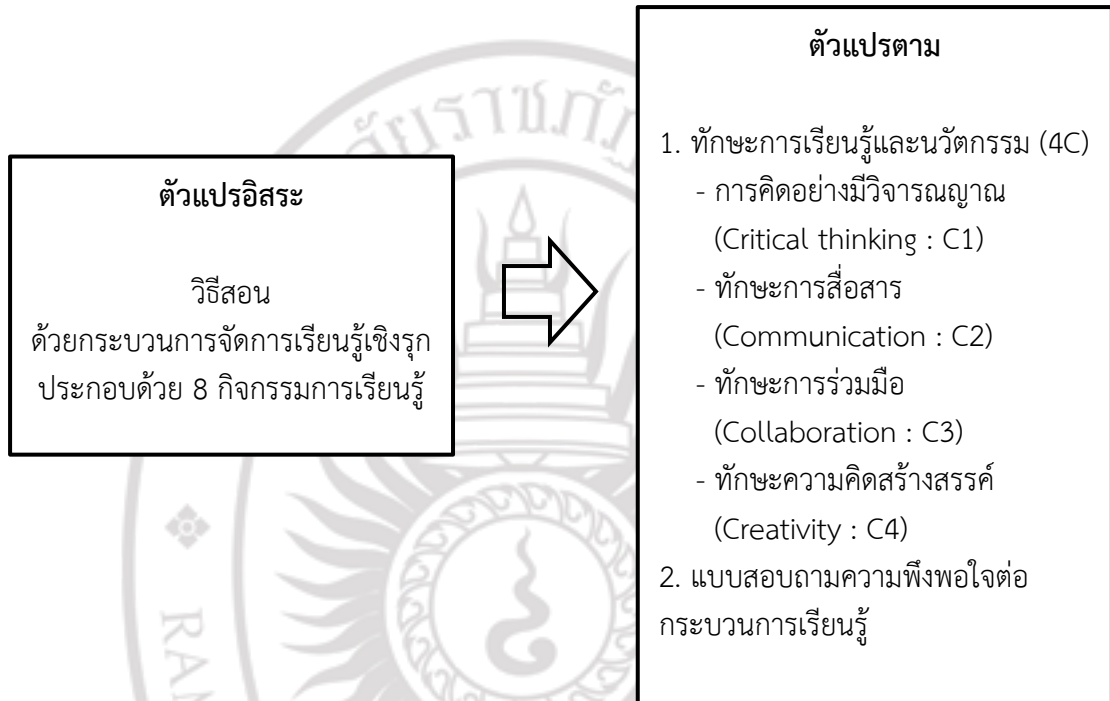 ตัวแปรอิสระ
วิธีสอน
ด้วยกระบวนการจัดการเรียนรู้เชิงรุก
ประกอบด้วย 8 กิจกรรมการเรียนรู้
ตัวแปรตาม
1. ทักษะการเรียนรู้และนวัตกรรม (4C)
- การคิดอย่างมีวิจารณญาณ
(Critical thinking : C1)
- ทักษะการสื่อสาร
(Communication : C2)
- ทักษะการร่วมมือ
(Collaboration : C3)
- ทักษะความคิดสร้างสรรค์
(Creativity : C4)
2. แบบสอบถามความพึงพอใจต่อ
กระบวนการเรียนรู้